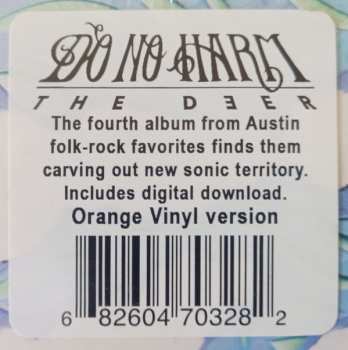 DO NO HARM
THE DEER
The fourth album from Austin
folk-rock favorites finds them
carving out new sonic territory.
Includes digital download.
Orange Vinyl version
6 82604 70328 2